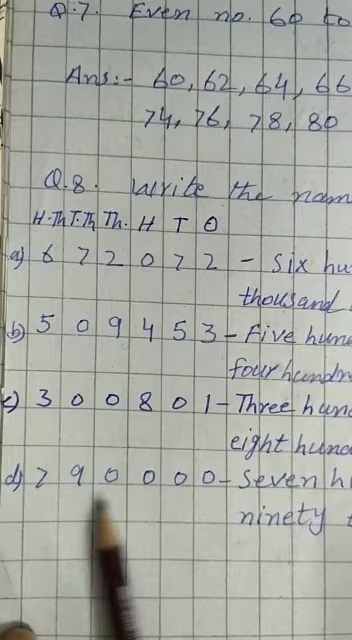 Q.7. Even no. 60 to
Ans:- 60, 62, 64, 66
74, 76, 78, 80
Q.8. Write the nam
H.Th T.Th Th. H T O
a) 6 7 2 0 7 2 - Six hu
thousand
b) 5 0 9 4 5 3 - Five hund
four hundr
c) 3 0 0 8 0 1 - Three hun
eight hund
d) 7 9 0 0 0 0 - Seven h
ninety t